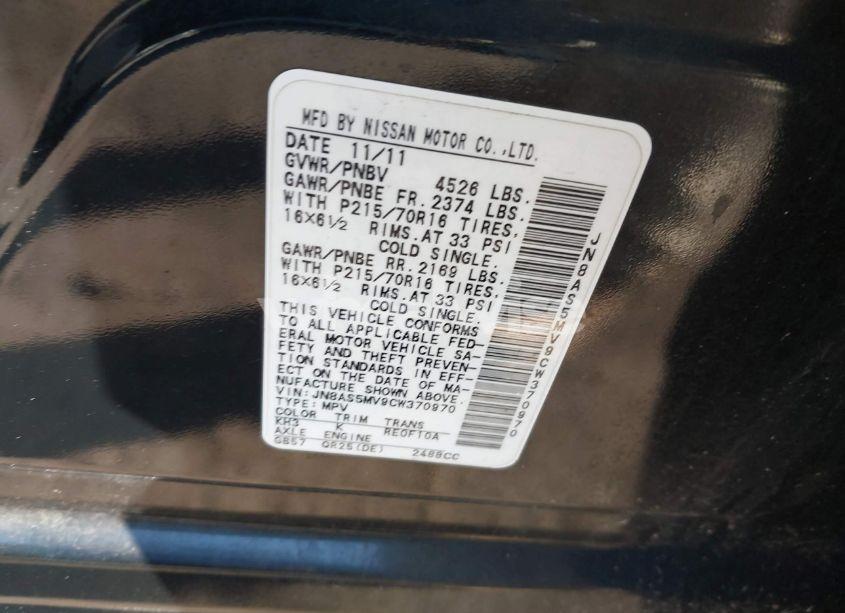 MFD BY NISSAN MOTOR CO.,LTD.
DATE 11/11
GVWR/PNBV 4526 LBS.
GAWR/PNBE FR. 2374 LBS.
WITH P215/70R16 TIRES,
16X6½ RIMS.AT 33 PSI
COLD SINGLE.
GAWR/PNBE RR. 2169 LBS.
WITH P215/70R16 TIRES,
16X6½ RIMS.AT 33 PSI
COLD SINGLE.
THIS VEHICLE CONFORMS
TO ALL APPLICABLE FED-
ERAL MOTOR VEHICLE SA-
FETY AND THEFT PREVEN-
TION STANDARDS IN EFF-
ECT ON THE DATE OF MA-
NUFACTURE SHOWN ABOVE.
VIN: JN8AS5MV9CW370970
TYPE: MPV
COLOR TRIM TRANS
KH3 K RE0F10A
AXLE ENGINE
GB57 QR25(DE) 2488CC
JN8AS5MV9CW370970